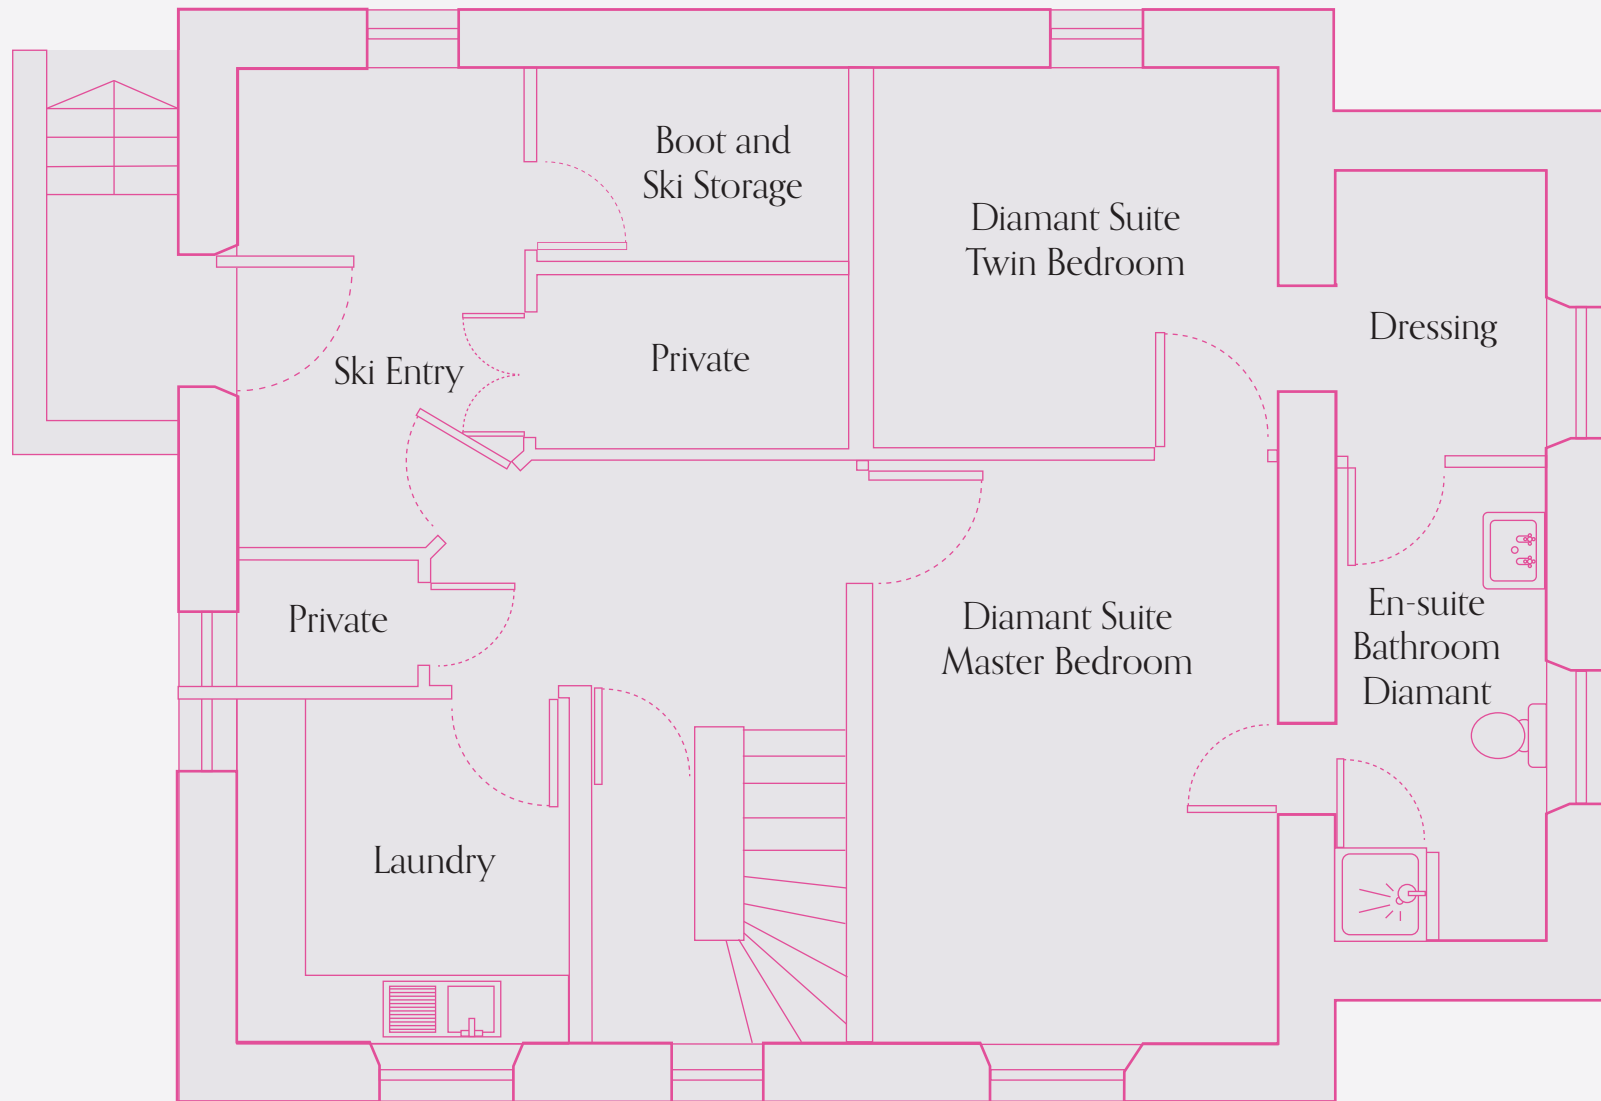 Boot and
Ski Storage
Diamant Suite
Twin Bedroom
Dressing
Ski Entry
Private
Private
Diamant Suite
Master Bedroom
En-suite
Bathroom
Diamant
Laundry